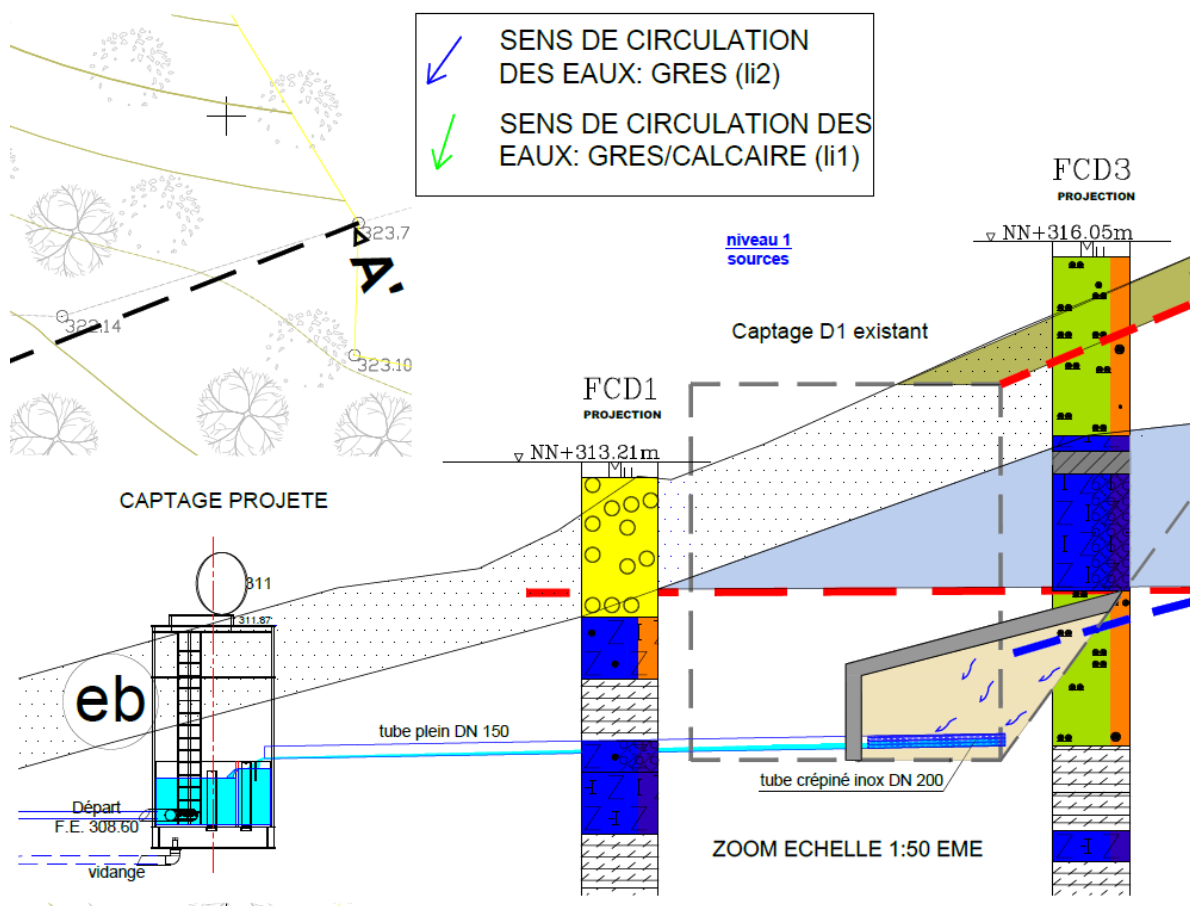 SENS DE CIRCULATION
DES EAUX: GRES (li2)
SENS DE CIRCULATION DES
EAUX: GRES/CALCAIRE (li1)
323.7
A'
322.14
323.10
FCD3
PROJECTION
NN+316.05m
niveau 1
sources
Captage D1 existant
FCD1
PROJECTION
NN+313.21m
CAPTAGE PROJETE
311
311.87
eb
tube plein DN 150
tube crépiné inox DN 200
Départ
F.E. 308.60
vidange
ZOOM ECHELLE 1:50 EME